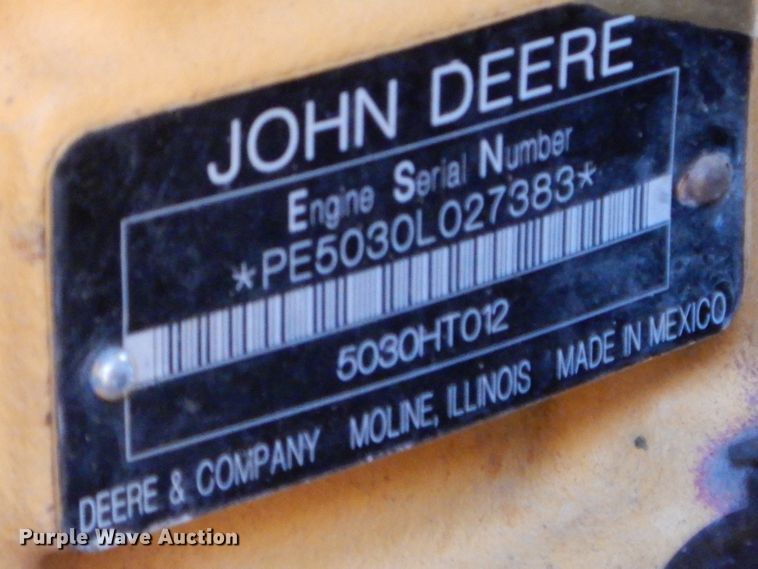 JOHN DEERE
Engine Serial Number
*PE5030L027383*
5030HT012
DEERE & COMPANY MOLINE, ILLINOIS MADE IN MEXICO
Purple Wave Auction